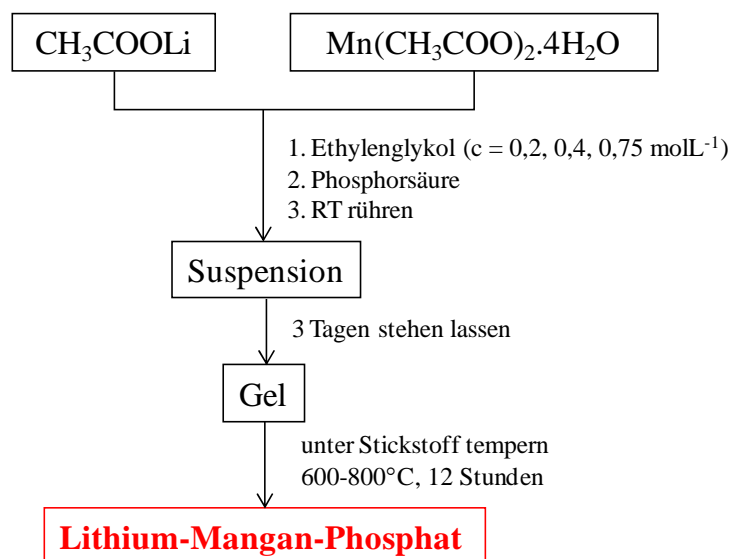 CH₃COOLi
Mn(CH₃COO)₂.4H₂O
1. Ethylenglykol (c = 0,2, 0,4, 0,75 molL⁻¹)
2. Phosphorsäure
3. RT rühren
Suspension
3 Tagen stehen lassen
Gel
unter Stickstoff tempern
600-800°C, 12 Stunden
Lithium-Mangan-Phosphat